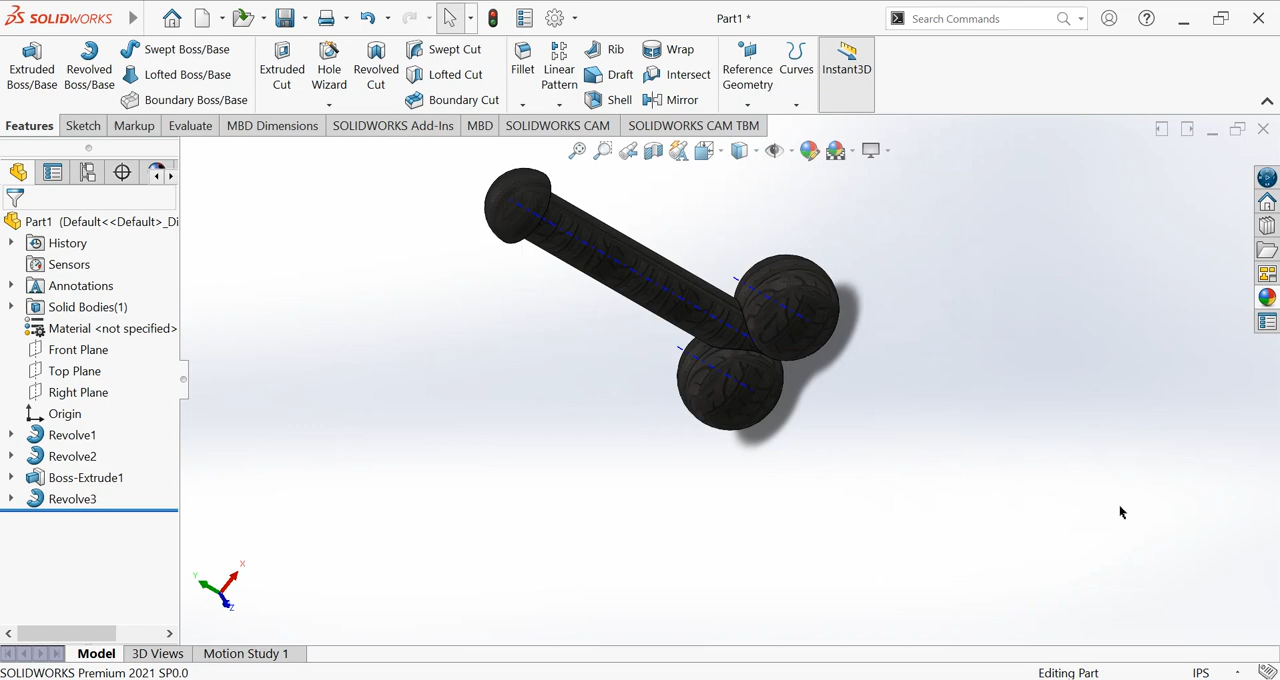 SOLIDWORKS
Part1 *
Search Commands
Extruded Boss/Base
Revolved Boss/Base
Swept Boss/Base
Lofted Boss/Base
Boundary Boss/Base
Extruded Cut
Hole Wizard
Revolved Cut
Swept Cut
Lofted Cut
Boundary Cut
Fillet
Linear Pattern
Rib
Draft
Shell
Wrap
Intersect
Mirror
Reference Geometry
Curves
Instant3D
Features
Sketch
Markup
Evaluate
MBD Dimensions
SOLIDWORKS Add-Ins
MBD
SOLIDWORKS CAM
SOLIDWORKS CAM TBM
Part1 (Default<<Default>_Di
History
Sensors
Annotations
Solid Bodies(1)
Material <not specified>
Front Plane
Top Plane
Right Plane
Origin
Revolve1
Revolve2
Boss-Extrude1
Revolve3
X
Y
Z
Model
3D Views
Motion Study 1
SOLIDWORKS Premium 2021 SP0.0
Editing Part
IPS